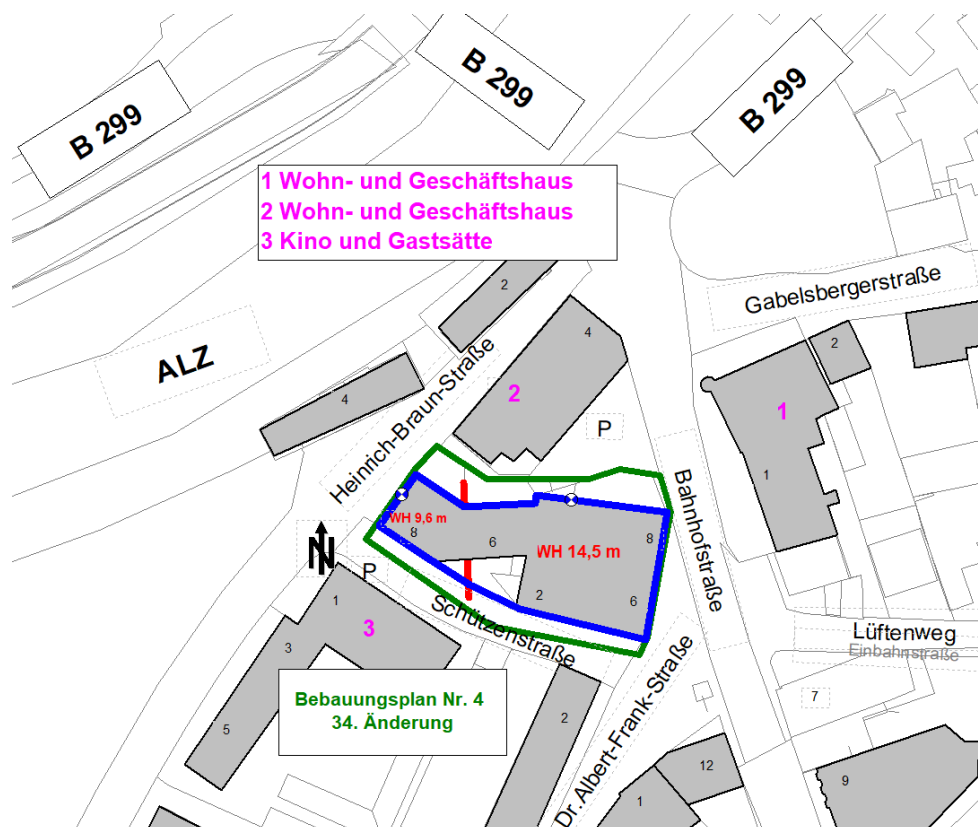 B 299
B 299
B 299
1 Wohn- und Geschäftshaus
2 Wohn- und Geschäftshaus
3 Kino und Gastsätte
2
Gabelsbergerstraße
ALZ
4
2
4
Heinrich-Braun-Straße
2
1
P
1
Bahnhofstraße
WH 9,6 m
8
6
WH 14,5 m
8
N
P
2
6
1
3
Schützenstraße
Lüftenweg
Einbahnstraße
3
5
Bebauungsplan Nr. 4
34. Änderung
2
Dr. Albert-Frank-Straße
7
12
9
1